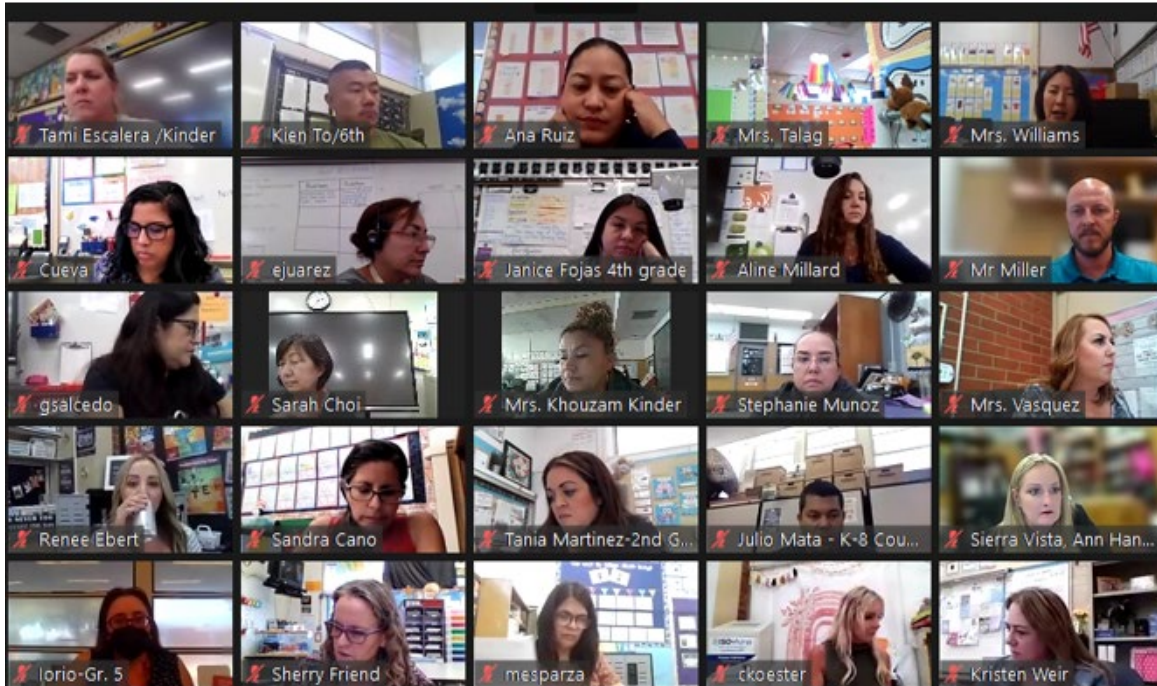 Tami Escalera /Kinder
Kien To/6th
Ana Ruiz
Mrs. Talag
Mrs. Williams
Cueva
ejuarez
Janice Fojas 4th grade
Aline Millard
Mr Miller
gsalcedo
Sarah Choi
Mrs. Khouzam Kinder
Stephanie Munoz
Mrs. Vasquez
Renee Ebert
Sandra Cano
Tania Martinez-2nd G...
Julio Mata - K-8 Cou...
Sierra Vista, Ann Han...
Iorio-Gr. 5
Sherry Friend
mesparza
ckoester
Kristen Weir